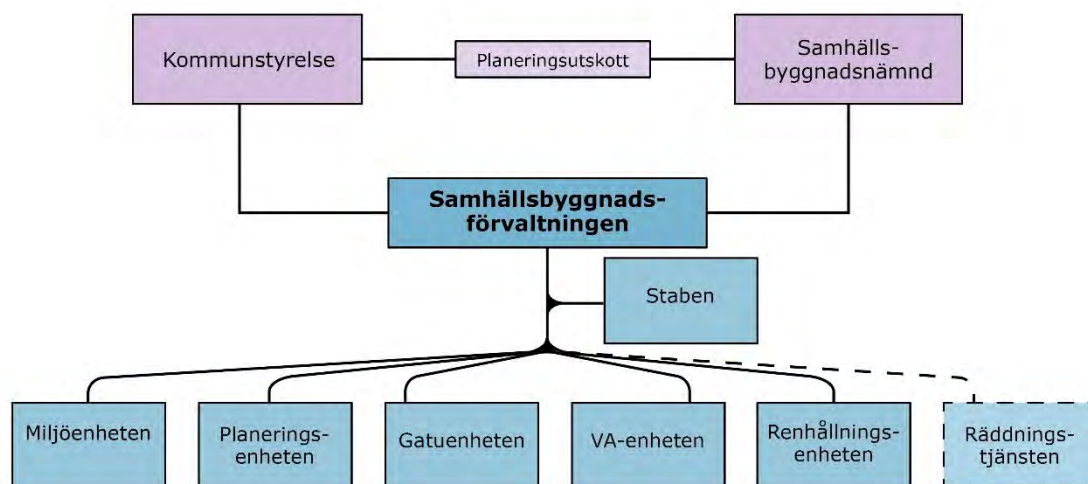 Kommunstyrelse
Planeringsutskott
Samhälls-
byggnadsnämnd
Samhällsbyggnads-
förvaltningen
Staben
Miljöenheten
Planerings-
enheten
Gatuenheten
VA-enheten
Renhållnings-
enheten
Räddnings-
tjänsten